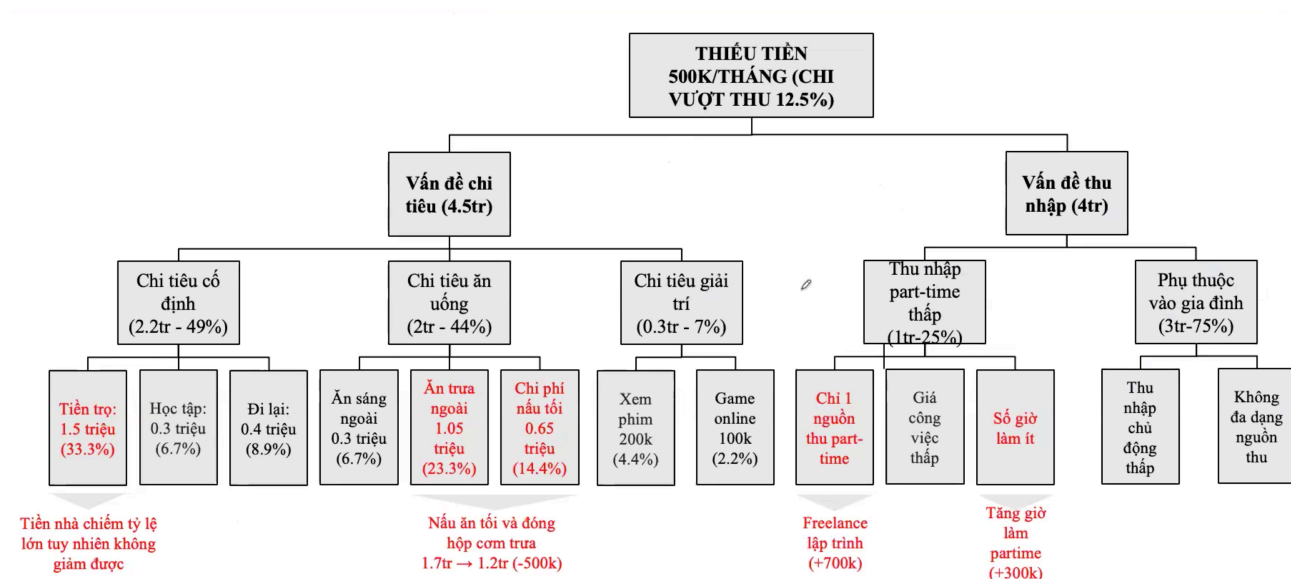 THIẾU TIỀN
500K/THÁNG (CHI
VƯỢT THU 12.5%)
Vấn đề chi
tiêu (4.5tr)
Vấn đề thu
nhập (4tr)
Chi tiêu cố
định
(2.2tr - 49%)
Chi tiêu ăn
uống
(2tr - 44%)
Chi tiêu giải
trí
(0.3tr - 7%)
Thu nhập
part-time
thấp
(1tr-25%)
Phụ thuộc
vào gia đình
(3tr-75%)
Tiền trọ:
1.5 triệu
(33.3%)
Học tập:
0.3 triệu
(6.7%)
Đi lại:
0.4 triệu
(8.9%)
Ăn sáng
ngoài
0.3 triệu
(6.7%)
Ăn trưa
ngoài
1.05
triệu
(23.3%)
Chi phí
nấu tối
0.65
triệu
(14.4%)
Xem
phim
200k
(4.4%)
Game
online
100k
(2.2%)
Chỉ 1
nguồn
thu part-
time
Giá
công
việc
thấp
Số giờ
làm ít
Thu
nhập
chủ
động
thấp
Không
đa dạng
nguồn
thu
Tiền nhà chiếm tỷ lệ
lớn tuy nhiên không
giảm được
Nấu ăn tối và đóng
hộp cơm trưa
1.7tr → 1.2tr (-500k)
Freelance
lập trình
(+700k)
Tăng giờ
làm
partime
(+300k)